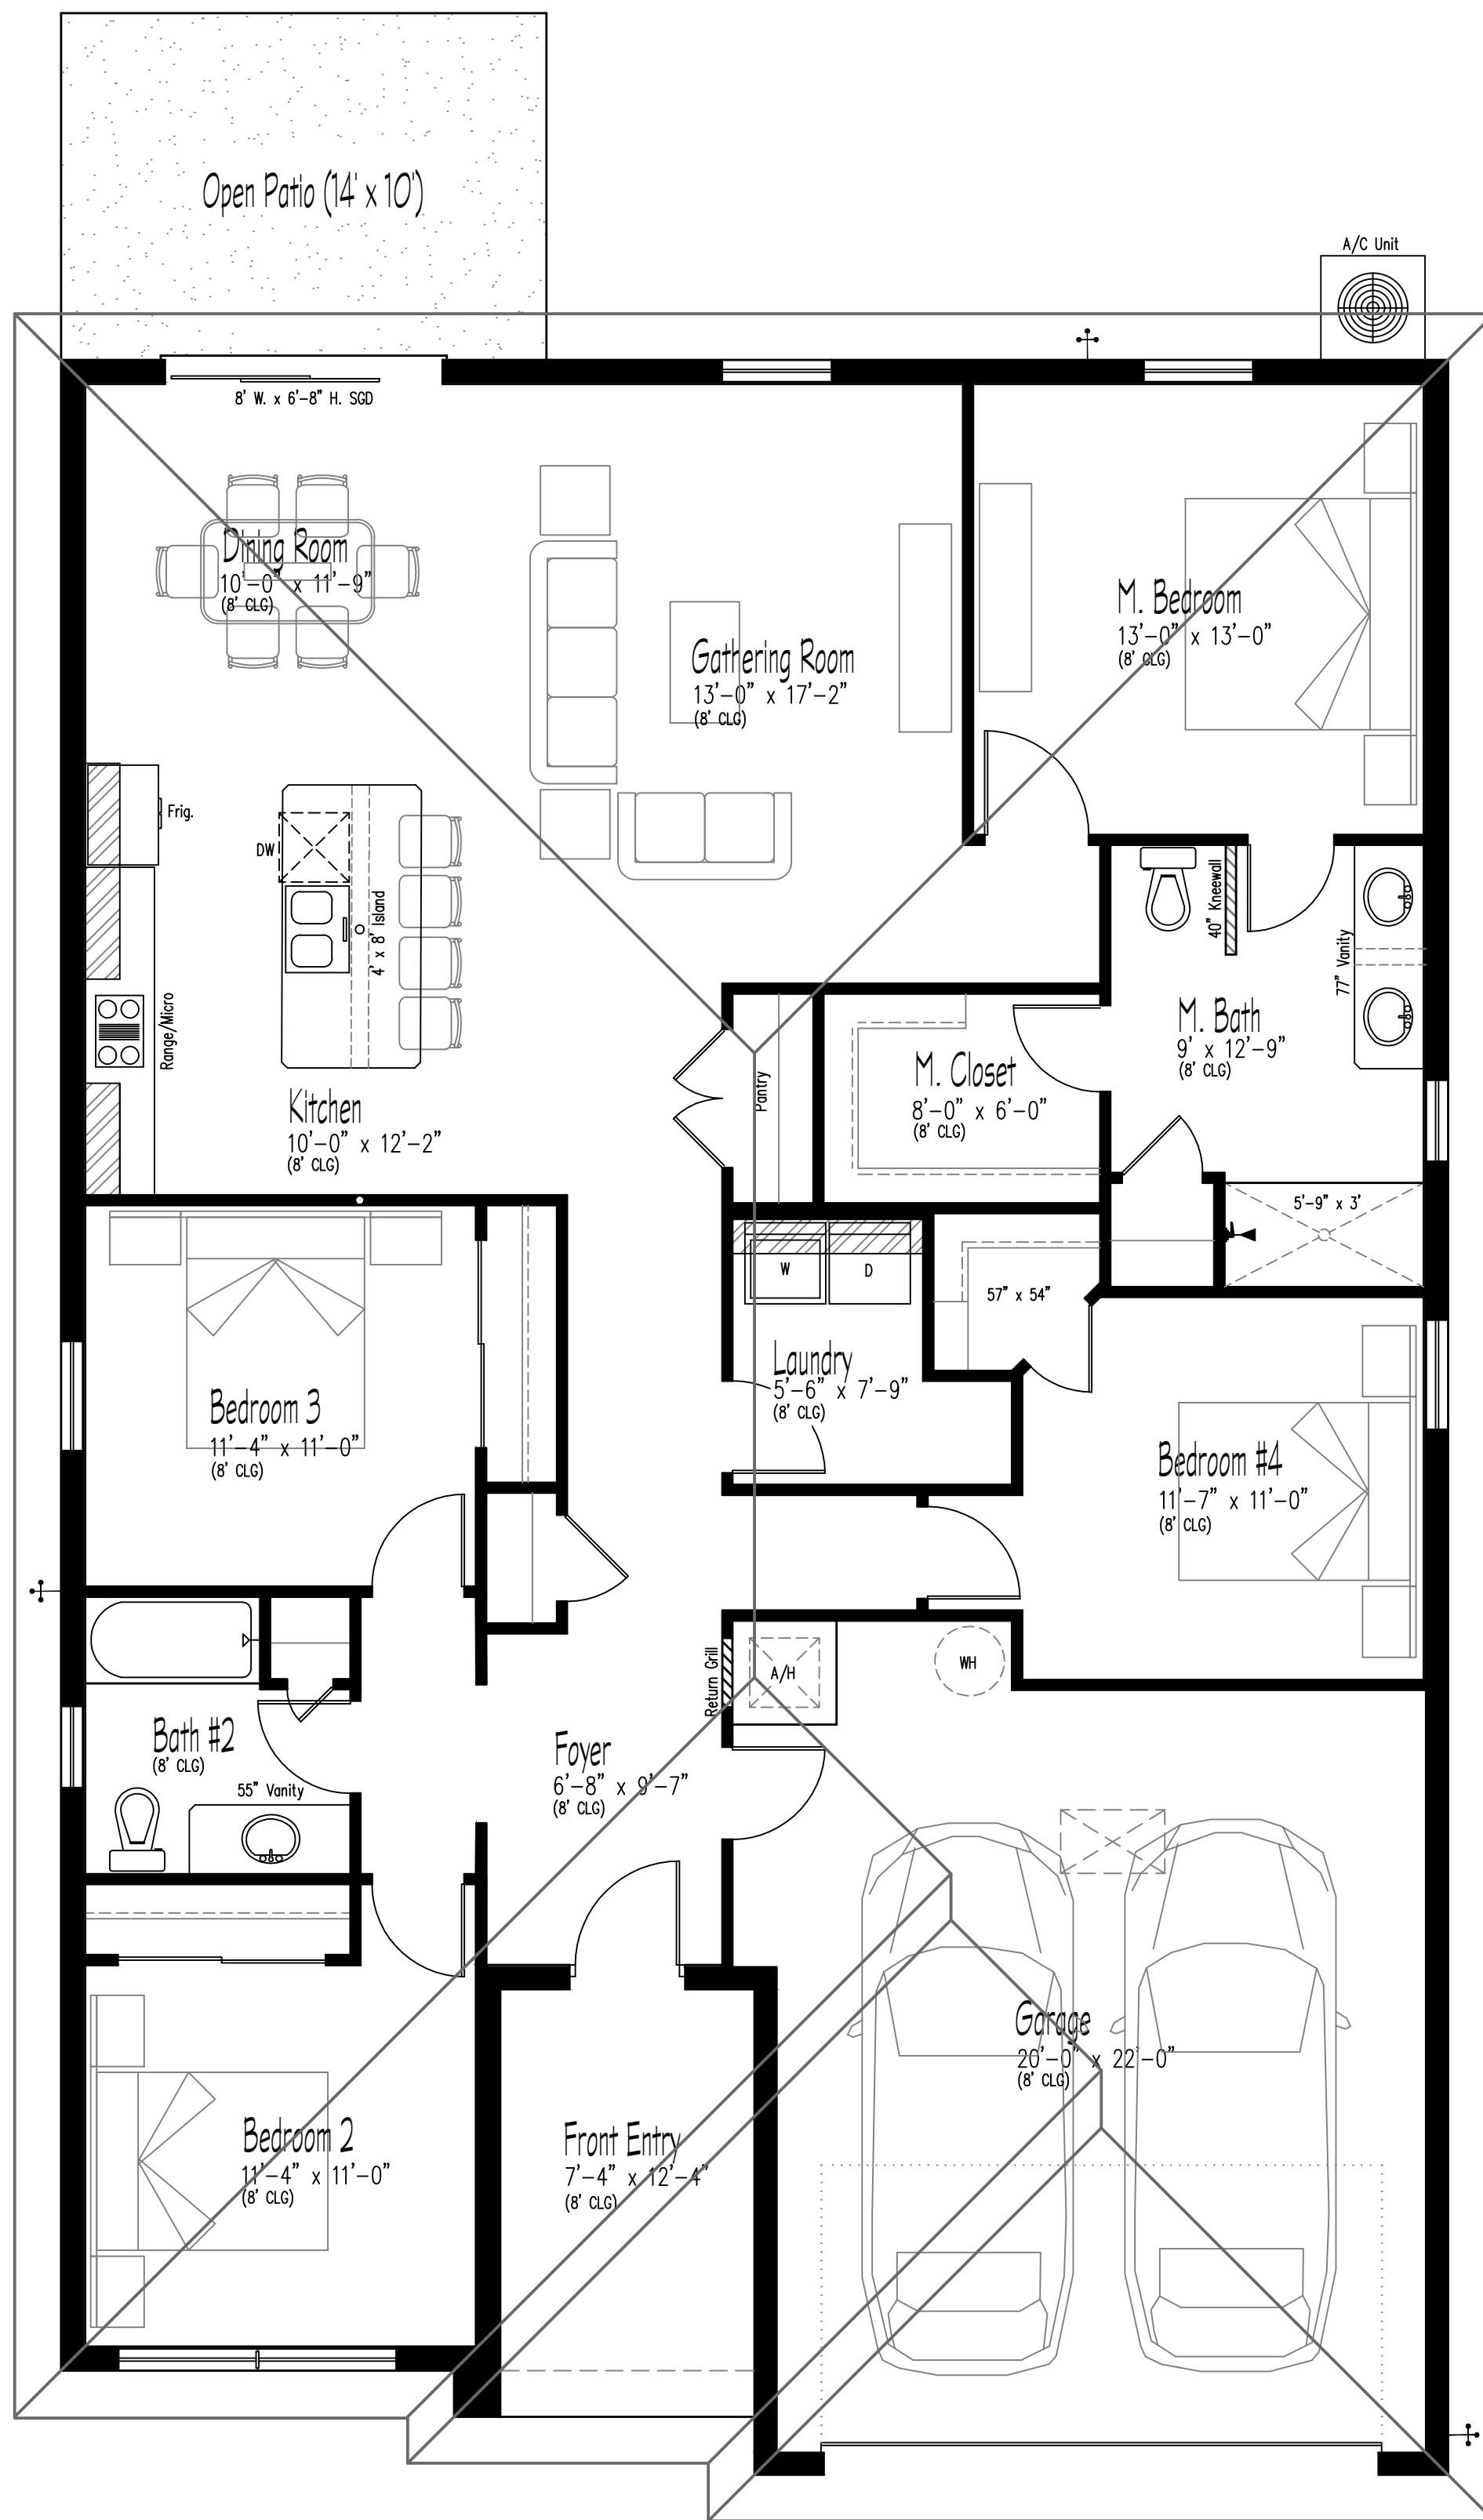 Open Patio (14' x 10')
A/C Unit
8' W. x 6'-8" H. SGD
Dining Room
10'-0" x 11'-9"
(8' CLG)
M. Bedroom
13'-0" x 13'-0"
(8' CLG)
Gathering Room
13'-0" x 17'-2"
(8' CLG)
Frig.
DW
4' x 8' Island
Range/Micro
40" Kneewall
77" Vanity
M. Bath
9' x 12'-9"
(8' CLG)
M. Closet
8'-0" x 6'-0"
(8' CLG)
Pantry
Kitchen
10'-0" x 12'-2"
(8' CLG)
5'-9" x 3'
W
D
57" x 54"
Laundry
5'-6" x 7'-9"
(8' CLG)
Bedroom 3
11'-4" x 11'-0"
(8' CLG)
Bedroom #4
11'-7" x 11'-0"
(8' CLG)
Return Grill
A/H
WH
Bath #2
(8' CLG)
55" Vanity
Foyer
6'-8" x 9'-7"
(8' CLG)
Garage
20'-0" x 22'-0"
(8' CLG)
Bedroom 2
11'-4" x 11'-0"
(8' CLG)
Front Entry
7'-4" x 12'-4"
(8' CLG)